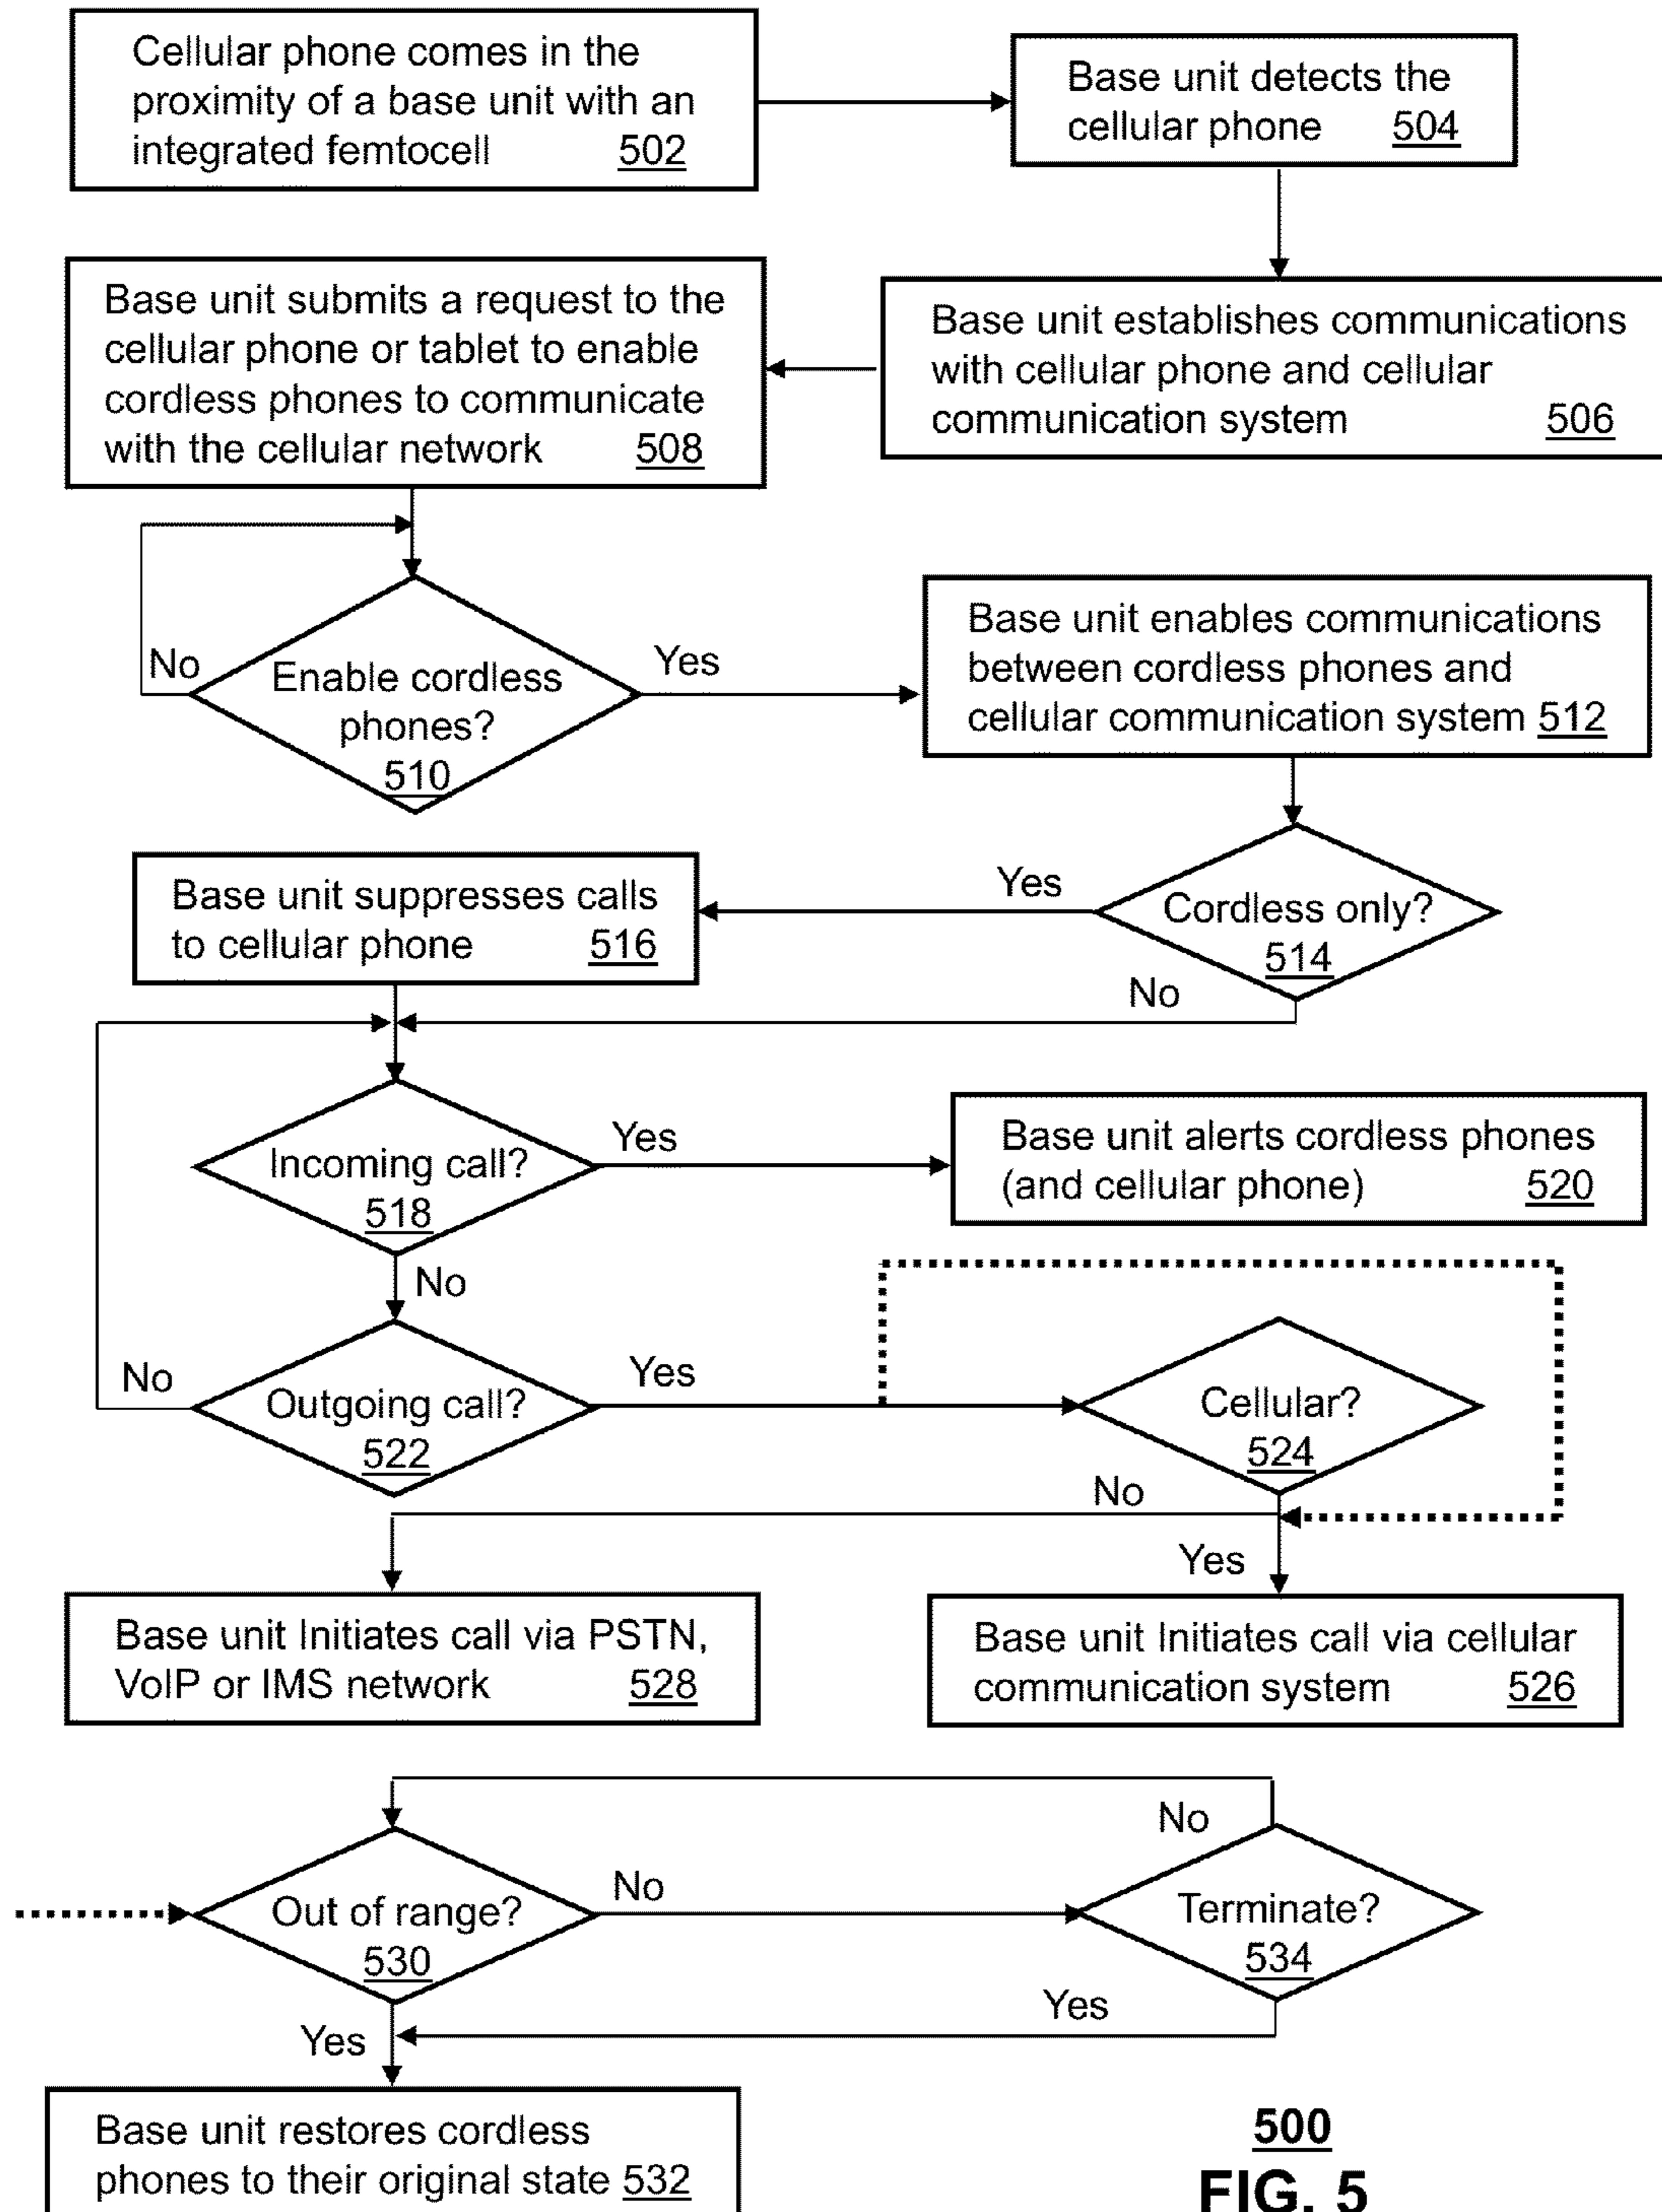 Cellular phone comes in the
proximity of a base unit with an
integrated femtocell 502
Base unit detects the
cellular phone 504
Base unit establishes communications
with cellular phone and cellular
communication system 506
Base unit submits a request to the
cellular phone or tablet to enable
cordless phones to communicate
with the cellular network 508
No
Enable cordless
phones?
510
Yes
Base unit enables communications
between cordless phones and
cellular communication system 512
Cordless only?
514
Yes
No
Base unit suppresses calls
to cellular phone 516
Incoming call?
518
Yes
No
Base unit alerts cordless phones
(and cellular phone) 520
Outgoing call?
522
No
Yes
Cellular?
524
No
Yes
Base unit Initiates call via PSTN,
VoIP or IMS network 528
Base unit Initiates call via cellular
communication system 526
Out of range?
530
No
Yes
Terminate?
534
No
Yes
Base unit restores cordless
phones to their original state 532
500
FIG. 5